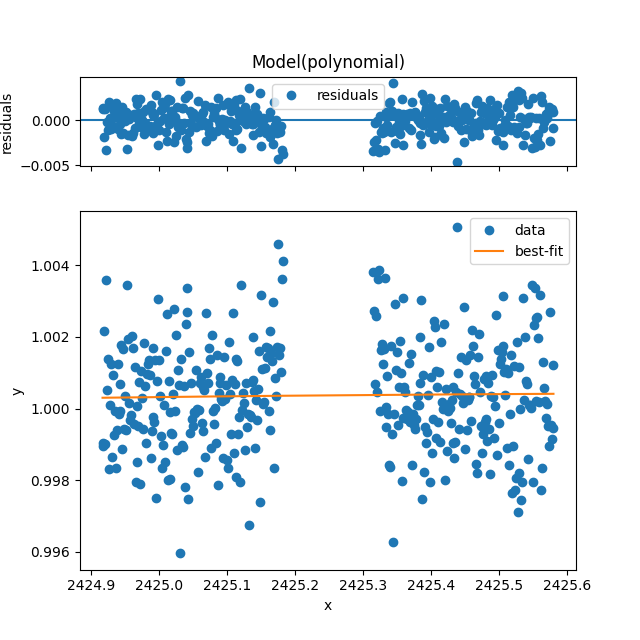 Model(polynomial)
residuals
0.000
−0.005
residuals
data
best-fit
1.004
1.002
1.000
0.998
0.996
y
2424.9 2425.0 2425.1 2425.2 2425.3 2425.4 2425.5 2425.6
x